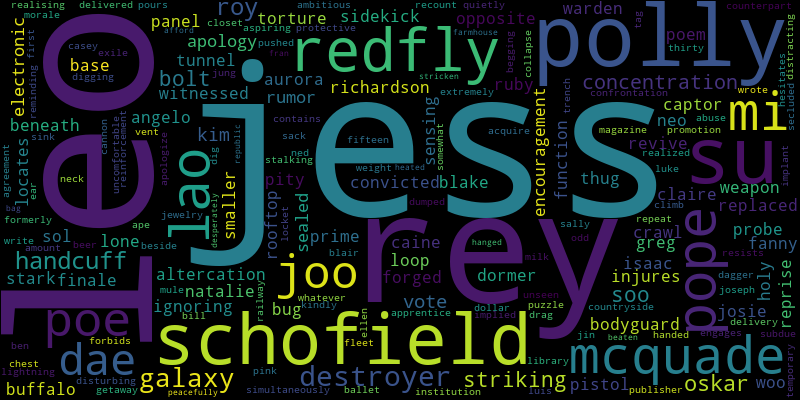 realising
delivered
pours
roy
ambitious
recount
quietly
counterpart
morale
closet
aspiring
protective
opposite
warden
tag
panel
torture
sidekick
afford
farmhouse
casey
exile
apology
pushed
redfly
begging
collapse
poem
polly
first
reminding
digging
tunnel
fran
thirty
hesitates
distracting
electronic
base
bolt
aurora
jung
stricken
ruby
concentration
secluded
witnessed
richardson
extremely
wrote
confrontation
rumor
contains
captor
abuse
mi
beneath
cannon
vent
angelo
sack
sensing
acquire
trench
magazine
neo
promotion
sink
uncomfortable
unreinforcement
kim
dig
republic
fifteen
somewhat
encouragement
function
revive
realized
su
leo
jess
locates
apologize
lao
stalking
ned
weight
heated
luke
implant
agreement
ear
neck
smaller
pity
convicted
blake
thug
claire
weapon
bag
formerly
ape
jewelry
desperately
locket
dumped
climb
replaced
write
sol
lone
beside
rooftop
sealed
prime
caine
rey
sally
repeat
crawl
pope
probe
fanny
amount
beer
altercation
blair
hanged
loop
milk
odd
greg
resists
handcuff
joo
dormer
isaac
dagger
holy
reprise
stark
finale
mule
natalie
forged
unseen
injures
joseph
railway
whatever
vote
puzzle
soo
countryside
ignoring
bug
kindly
dollar
drag
josie
delivery
poe
bill
ellen
apprentice
implied
bodyguard
engages
subdue
ben
forbids
schofield
fleet
jin
handed
beaten
temporary
chest
dae
library
mcquade
lightning
disturbing
galaxy
pink
destroyer
striking
pistol
oskar
woo
buffalo
getaway
peacefully
simultaneously
ballet
institution
luis
publisher